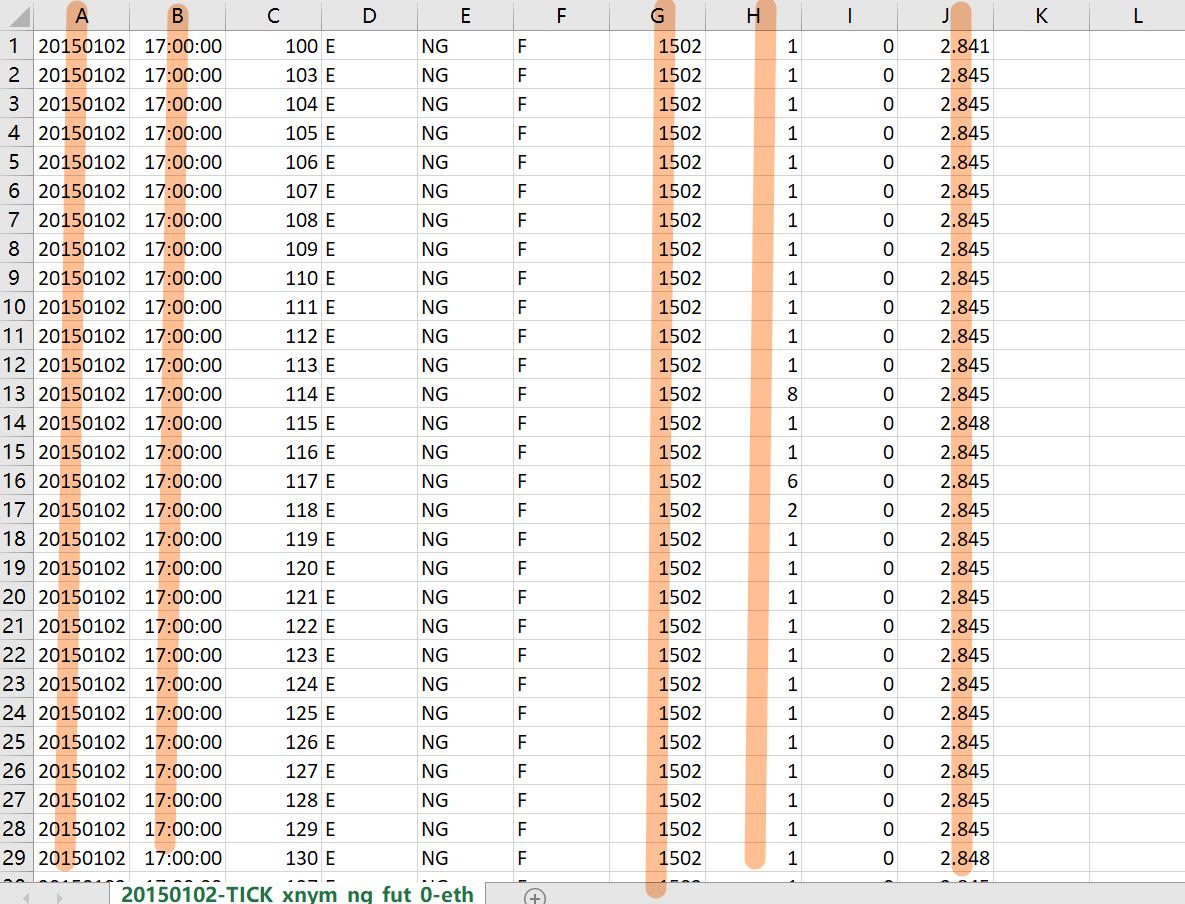 A B C D E F G H I J K L
1 20150102 17:00:00 100 E NG F 1502 1 0 2.841
2 20150102 17:00:00 103 E NG F 1502 1 0 2.845
3 20150102 17:00:00 104 E NG F 1502 1 0 2.845
4 20150102 17:00:00 105 E NG F 1502 1 0 2.845
5 20150102 17:00:00 106 E NG F 1502 1 0 2.845
6 20150102 17:00:00 107 E NG F 1502 1 0 2.845
7 20150102 17:00:00 108 E NG F 1502 1 0 2.845
8 20150102 17:00:00 109 E NG F 1502 1 0 2.845
9 20150102 17:00:00 110 E NG F 1502 1 0 2.845
10 20150102 17:00:00 111 E NG F 1502 1 0 2.845
11 20150102 17:00:00 112 E NG F 1502 1 0 2.845
12 20150102 17:00:00 113 E NG F 1502 1 0 2.845
13 20150102 17:00:00 114 E NG F 1502 8 0 2.845
14 20150102 17:00:00 115 E NG F 1502 1 0 2.848
15 20150102 17:00:00 116 E NG F 1502 1 0 2.845
16 20150102 17:00:00 117 E NG F 1502 6 0 2.845
17 20150102 17:00:00 118 E NG F 1502 2 0 2.845
18 20150102 17:00:00 119 E NG F 1502 1 0 2.845
19 20150102 17:00:00 120 E NG F 1502 1 0 2.845
20 20150102 17:00:00 121 E NG F 1502 1 0 2.845
21 20150102 17:00:00 122 E NG F 1502 1 0 2.845
22 20150102 17:00:00 123 E NG F 1502 1 0 2.845
23 20150102 17:00:00 124 E NG F 1502 1 0 2.845
24 20150102 17:00:00 125 E NG F 1502 1 0 2.845
25 20150102 17:00:00 126 E NG F 1502 1 0 2.845
26 20150102 17:00:00 127 E NG F 1502 1 0 2.845
27 20150102 17:00:00 128 E NG F 1502 1 0 2.845
28 20150102 17:00:00 129 E NG F 1502 1 0 2.845
29 20150102 17:00:00 130 E NG F 1502 1 0 2.848
20150102-TICK_xnym_ng_fut_0-eth